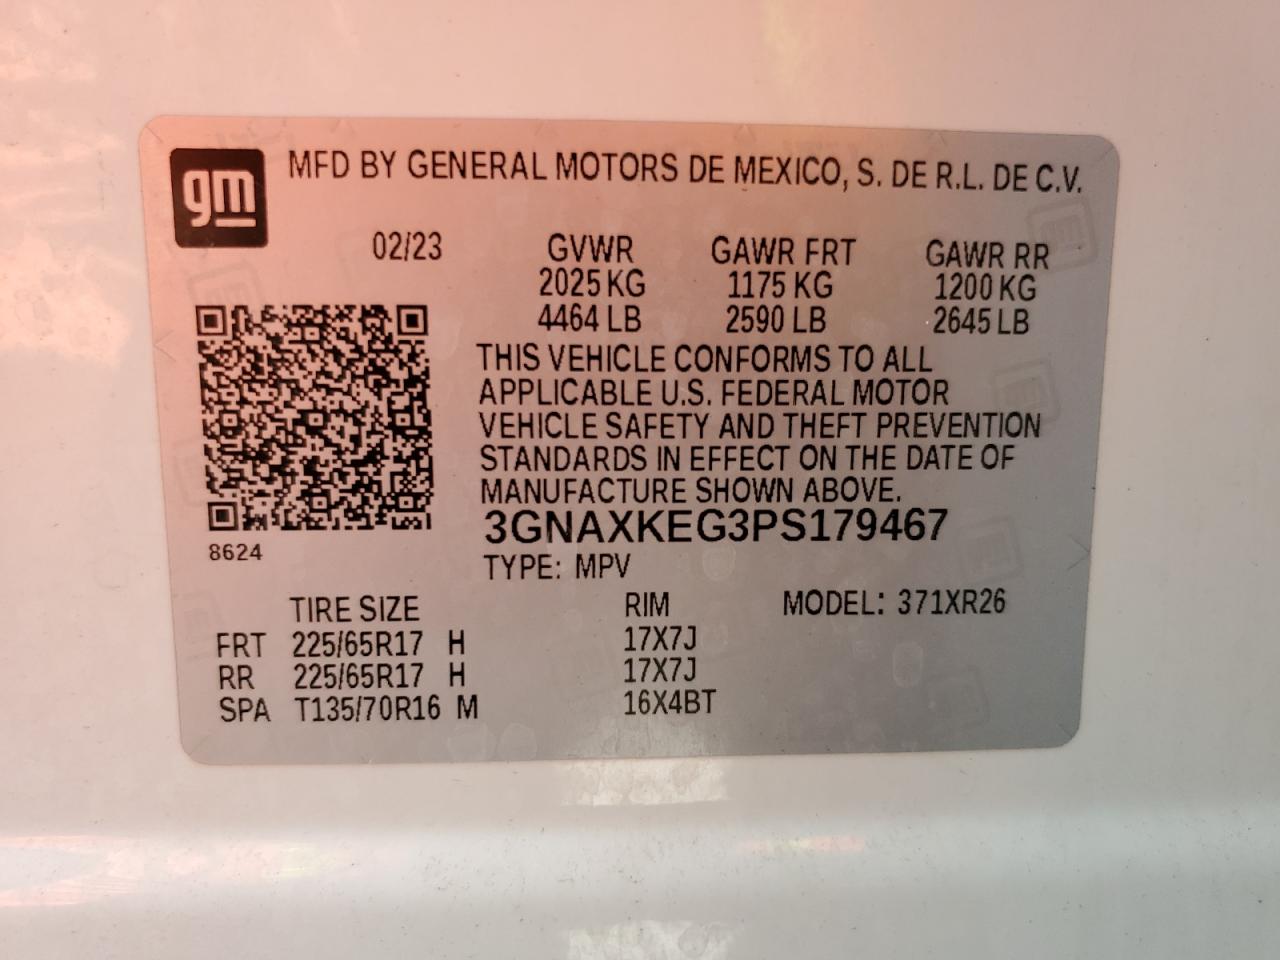 gm
MFD BY GENERAL MOTORS DE MEXICO, S. DE R.L. DE C.V.
02/23 GVWR GAWR FRT GAWR RR
2025 KG 1175 KG 1200 KG
4464 LB 2590 LB 2645 LB
THIS VEHICLE CONFORMS TO ALL
APPLICABLE U.S. FEDERAL MOTOR
VEHICLE SAFETY AND THEFT PREVENTION
STANDARDS IN EFFECT ON THE DATE OF
MANUFACTURE SHOWN ABOVE.
3GNAXKEG3PS179467
8624
TYPE: MPV
TIRE SIZE RIM MODEL: 371XR26
FRT 225/65R17 H 17X7J
RR 225/65R17 H 17X7J
SPA T135/70R16 M 16X4BT